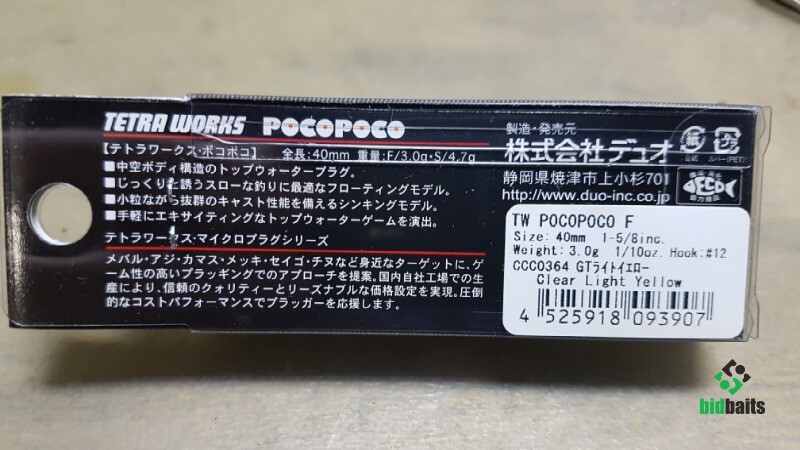 TETRA WORKS POCOPOCO
【テトラワークス・ポコポコ】 全長:40mm 重量:F/3.0g・S/4.7g
■中空ボディ構造のトップウォータープラグ。
■じっくりと誘うスローな釣りに最適なフローティングモデル。
■小粒ながら抜群のキャスト性能を備えるシンキングモデル。
■手軽にエキサイティングなトップウォーターゲームを演出。
テトラワークス・マイクロプラグシリーズ
メバル・アジ・カマス・メッキ・セイゴ・チヌなど身近なターゲットに、ゲ
ーム性の高いプラッギングでのアプローチを提案。国内自社工場での生
産により、信頼のクォリティーとリーズナブルな価格設定を実現。圧倒
的なコストパフォーマンスでプラッガーを応援します。
製造・発売元
株式会社デュオ
静岡県焼津市上小杉701
http://www.duo-inc.co.jp
紙 プラ
台紙 カバー(PET)
ECO
TW POCOPOCO F
Size: 40mm 1-5/8inc.
Weight: 3.0g 1/10oz. Hook:#12
CCC0364 GTライトイエロー
Clear Light Yellow
4 525918 093907
bidbaits